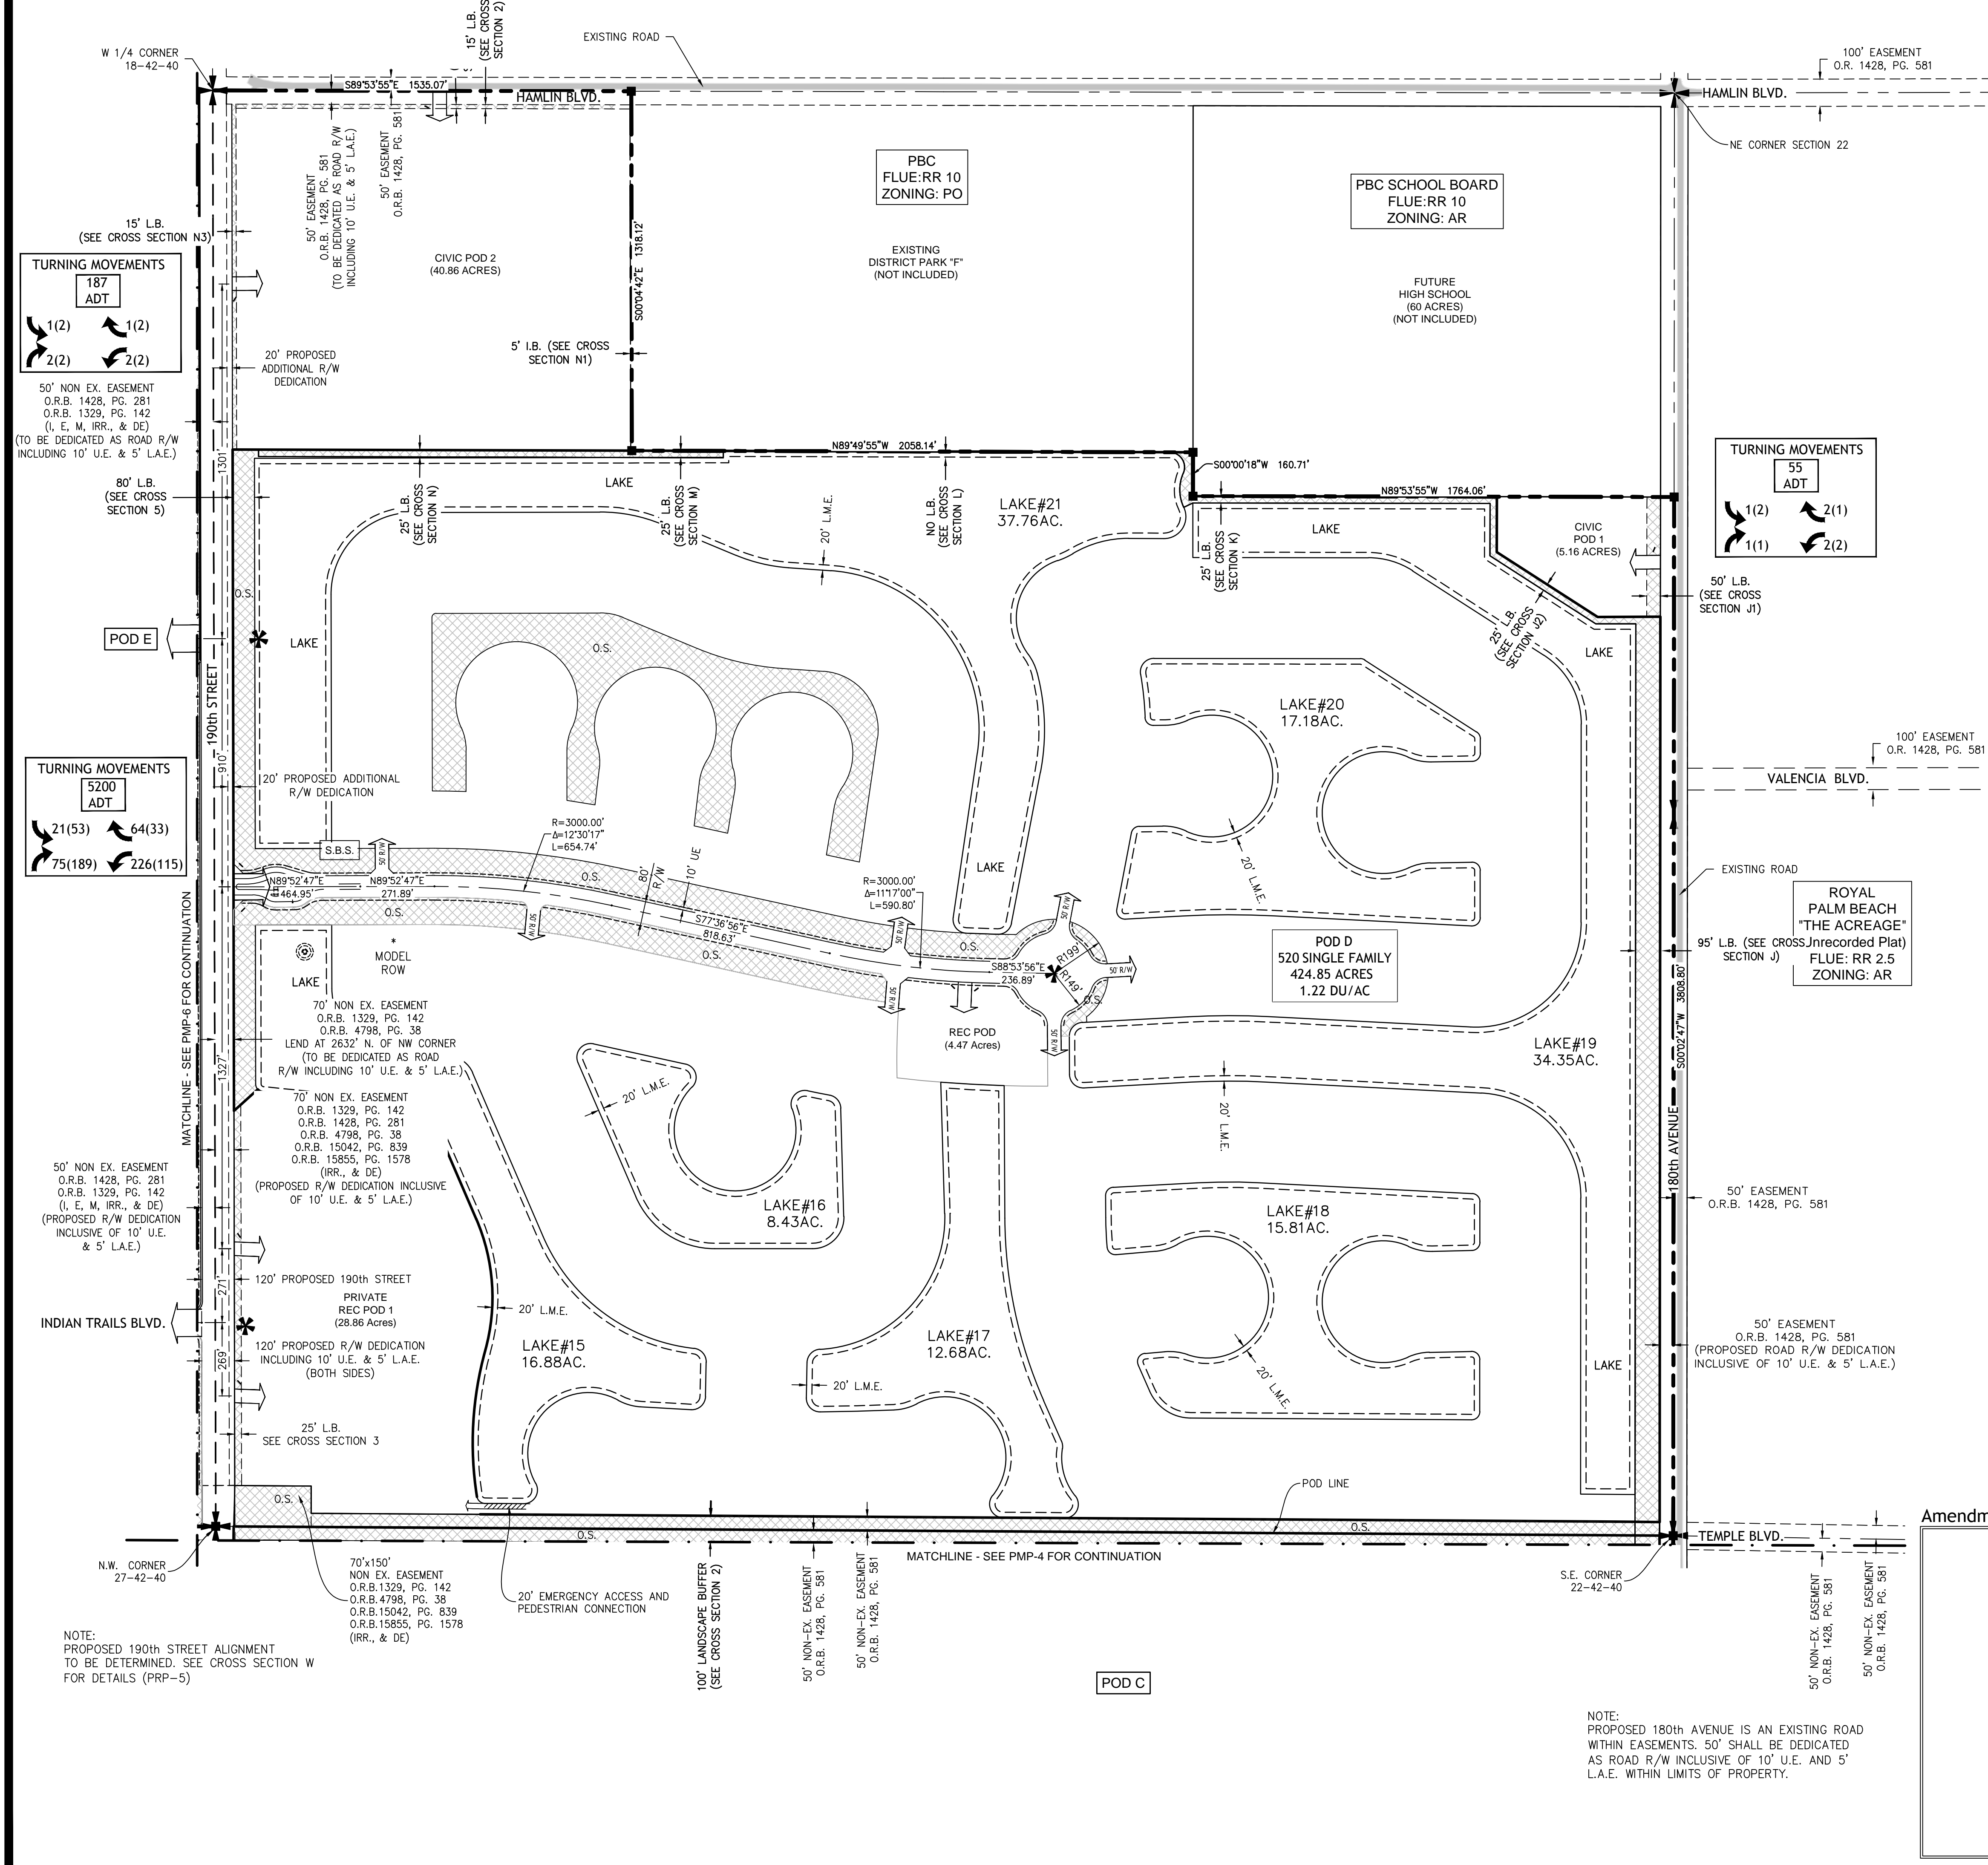 15' L.B.
(SEE CROSS
SECTION 2)
EXISTING ROAD
W 1/4 CORNER
18-42-40
100' EASEMENT
O.R. 1428, PG. 581
S89°53'55"E 1535.07'
HAMLIN BLVD.
HAMLIN BLVD.
NE CORNER SECTION 22
50' EASEMENT
O.R.B. 1428, PG. 581
(TO BE DEDICATED AS ROAD R/W
INCLUDING 10' U.E. & 5' L.A.E.)
50' EASEMENT
O.R.B. 1428, PG. 581
PBC
FLUE:RR 10
ZONING: PO
PBC SCHOOL BOARD
FLUE:RR 10
ZONING: AR
15' L.B.
(SEE CROSS SECTION N3)
CIVIC POD 2
(40.86 ACRES)
S00°04'42"E 1318.12'
EXISTING
DISTRICT PARK "F"
(NOT INCLUDED)
FUTURE
HIGH SCHOOL
(60 ACRES)
(NOT INCLUDED)
TURNING MOVEMENTS
187
ADT
1(2) 1(2)
2(2) 2(2)
20' PROPOSED
ADDITIONAL R/W
DEDICATION
5' I.B. (SEE CROSS
SECTION N1)
50' NON EX. EASEMENT
O.R.B. 1428, PG. 281
O.R.B. 1329, PG. 142
(I, E, M, IRR., & DE)
(TO BE DEDICATED AS ROAD R/W
INCLUDING 10' U.E. & 5' L.A.E.)
1301'
80' L.B.
(SEE CROSS
SECTION 5)
N89°49'55"W 2058.14'
S00°00'18"W 160.71'
N89°53'55"W 1764.06'
TURNING MOVEMENTS
55
ADT
1(2) 2(1)
1(1) 2(2)
25' L.B.
(SEE CROSS
SECTION N)
LAKE
25' L.B.
(SEE CROSS
SECTION M)
20' L.M.E.
NO L.B.
(SEE CROSS
SECTION L)
LAKE#21
37.76AC.
25' L.B.
(SEE CROSS
SECTION K)
LAKE
CIVIC
POD 1
(5.16 ACRES)
50' L.B.
(SEE CROSS
SECTION J1)
25' L.B.
(SEE CROSS
SECTION J2)
LAKE
O.S.
LAKE
O.S.
POD E
190th STREET
LAKE#20
17.18AC.
100' EASEMENT
O.R. 1428, PG. 581
VALENCIA BLVD.
TURNING MOVEMENTS
5200
ADT
21(53) 64(33)
75(189) 226(115)
910'
20' PROPOSED ADDITIONAL
R/W DEDICATION
S.B.S.
50' R/W
R=3000.00'
Δ=12°30'17"
L=654.74'
O.S.
80'
R/W
10' UE
LAKE
20' L.M.E.
EXISTING ROAD
N89°52'47"E
464.95'
N89°52'47"E
271.89'
O.S.
50' R/W
S77°36'56"E
818.63'
O.S.
R=3000.00'
Δ=11°17'00"
L=590.80'
50' R/W
50' R/W
O.S.
S88°53'56"E
236.89'
50' R/W
R199'
R149'
50' R/W
O.S.
50' R/W
REC POD
(4.47 Acres)
POD D
520 SINGLE FAMILY
424.85 ACRES
1.22 DU/AC
ROYAL
PALM BEACH
"THE ACREAGE"
Unrecorded Plat)
FLUE: RR 2.5
ZONING: AR
95' L.B. (SEE CROSS
SECTION J)
S00°02'47"W 3808.80'
MATCHLINE - SEE PMP-6 FOR CONTINUATION
LAKE
*
MODEL
ROW
70' NON EX. EASEMENT
O.R.B. 1329, PG. 142
O.R.B. 4798, PG. 38
LEND AT 2632' N. OF NW CORNER
(TO BE DEDICATED AS ROAD
R/W INCLUDING 10' U.E. & 5' L.A.E.)
1327'
70' NON EX. EASEMENT
O.R.B. 1329, PG. 142
O.R.B. 1428, PG. 281
O.R.B. 4798, PG. 38
O.R.B. 15042, PG. 839
O.R.B. 15855, PG. 1578
(IRR., & DE)
(PROPOSED R/W DEDICATION INCLUSIVE
OF 10' U.E. & 5' L.A.E.)
20' L.M.E.
LAKE#19
34.35AC.
20' L.M.E.
180th AVENUE
50' NON EX. EASEMENT
O.R.B. 1428, PG. 281
O.R.B. 1329, PG. 142
(I, E, M, IRR., & DE)
(PROPOSED R/W DEDICATION
INCLUSIVE OF 10' U.E.
& 5' L.A.E.)
LAKE#16
8.43AC.
LAKE#18
15.81AC.
50' EASEMENT
O.R.B. 1428, PG. 581
271'
120' PROPOSED 190th STREET
PRIVATE
REC POD 1
(28.86 Acres)
20' L.M.E.
INDIAN TRAILS BLVD.
269'
120' PROPOSED R/W DEDICATION
INCLUDING 10' U.E. & 5' L.A.E.
(BOTH SIDES)
LAKE#15
16.88AC.
LAKE#17
12.68AC.
20' L.M.E.
20' L.M.E.
LAKE
50' EASEMENT
O.R.B. 1428, PG. 581
(PROPOSED ROAD R/W DEDICATION
INCLUSIVE OF 10' U.E. & 5' L.A.E.)
25' L.B.
SEE CROSS SECTION 3
O.S.
POD LINE
O.S.
O.S.
TEMPLE BLVD.
Amendm
MATCHLINE - SEE PMP-4 FOR CONTINUATION
N.W. CORNER
27-42-40
70'x150'
NON EX. EASEMENT
O.R.B.1329, PG. 142
O.R.B.4798, PG. 38
O.R.B.15042, PG. 839
O.R.B.15855, PG. 1578
(IRR., & DE)
20' EMERGENCY ACCESS AND
PEDESTRIAN CONNECTION
100' LANDSCAPE BUFFER
(SEE CROSS SECTION 2)
50' NON-EX. EASEMENT
O.R.B. 1428, PG. 581
50' NON-EX. EASEMENT
O.R.B. 1428, PG. 581
S.E. CORNER
22-42-40
50' NON-EX. EASEMENT
O.R.B. 1428, PG. 581
50' NON-EX. EASEMENT
O.R.B. 1428, PG. 581
NOTE:
PROPOSED 190th STREET ALIGNMENT
TO BE DETERMINED. SEE CROSS SECTION W
FOR DETAILS (PRP-5)
POD C
NOTE:
PROPOSED 180th AVENUE IS AN EXISTING ROAD
WITHIN EASEMENTS. 50' SHALL BE DEDICATED
AS ROAD R/W INCLUSIVE OF 10' U.E. AND 5'
L.A.E. WITHIN LIMITS OF PROPERTY.